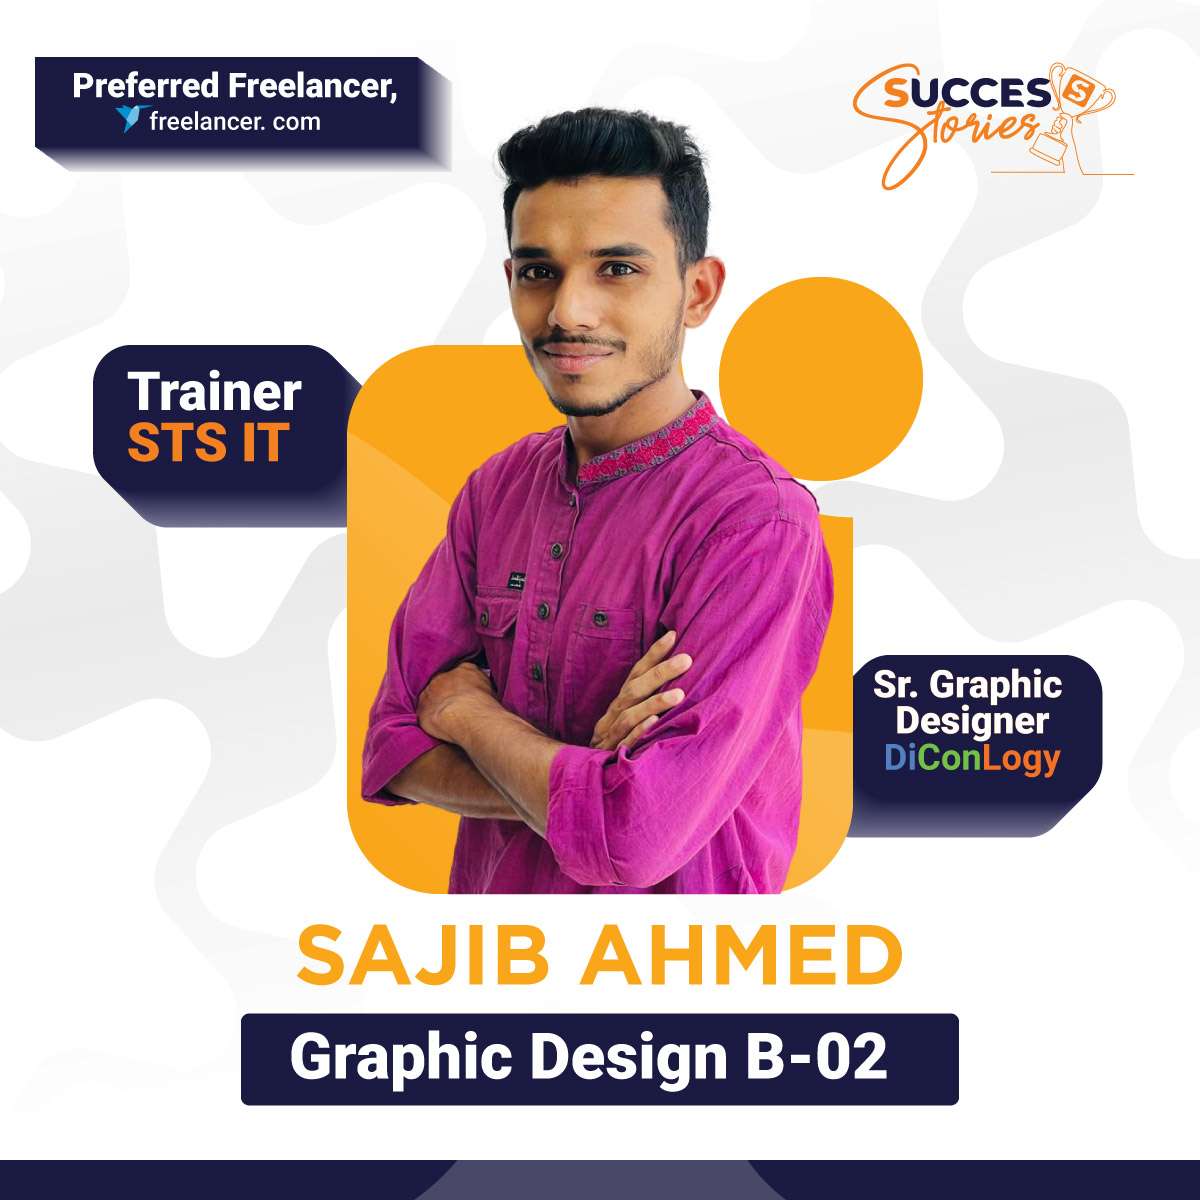 Preferred Freelancer,
freelancer. com
SUCCESS
Stories
Trainer
STS IT
Sr. Graphic
Designer
DiConLogy
SAJIB AHMED
Graphic Design B-02